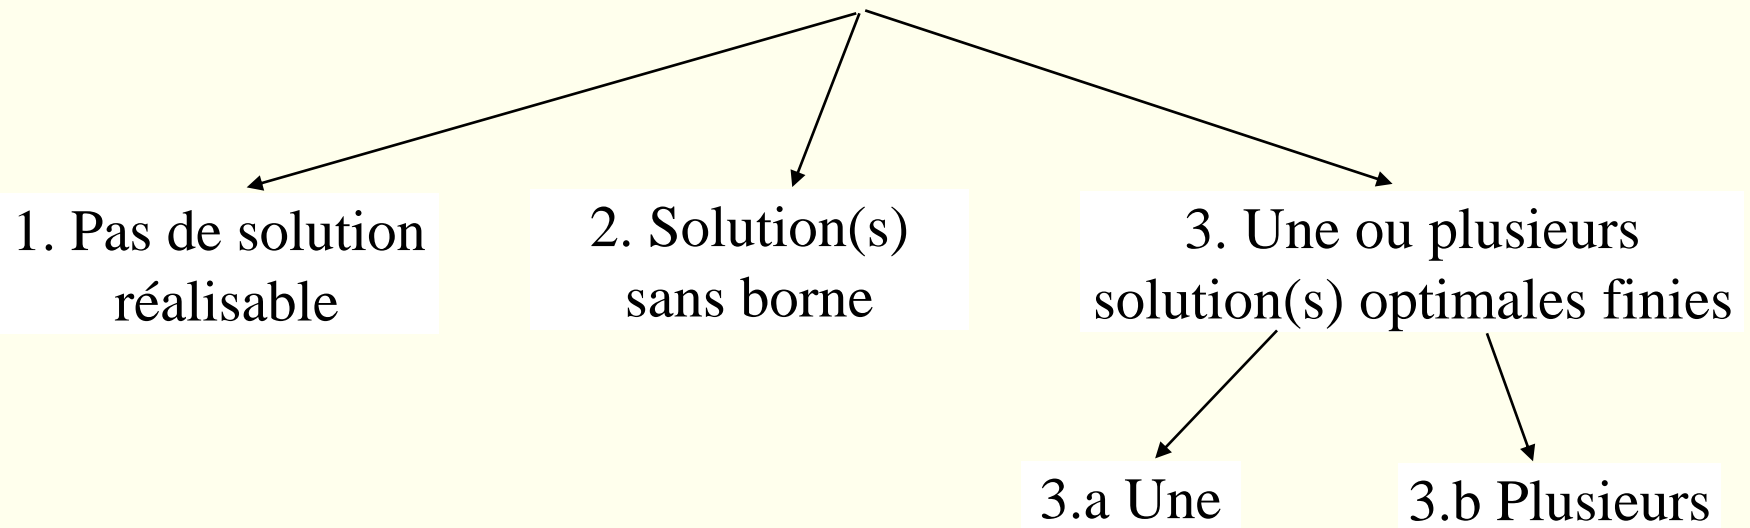 1. Pas de solution
réalisable
2. Solution(s)
sans borne
3. Une ou plusieurs
solution(s) optimales finies
3.a Une
3.b Plusieurs